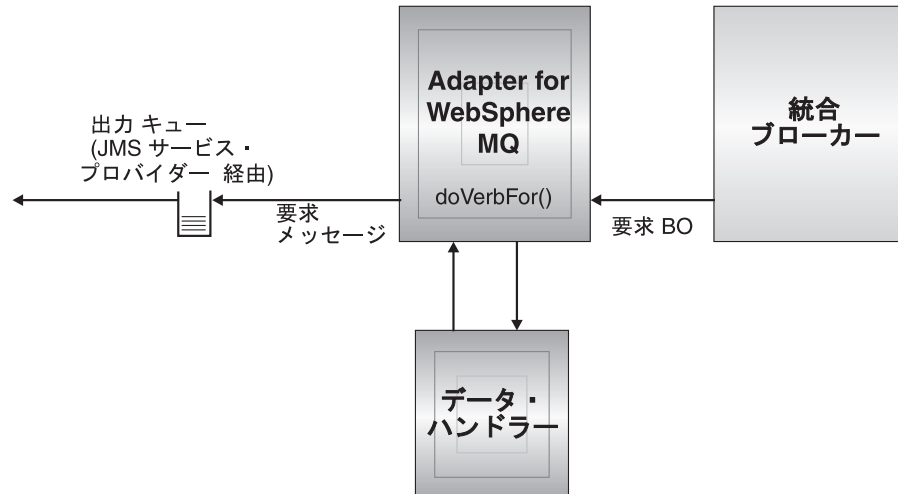 出力 キュー
(JMS サービス・
プロバイダー 経由)
要求
メッセージ
Adapter for
WebSphere
MQ
doVerbFor()
要求 BO
統合
ブローカー
データ・
ハンドラー